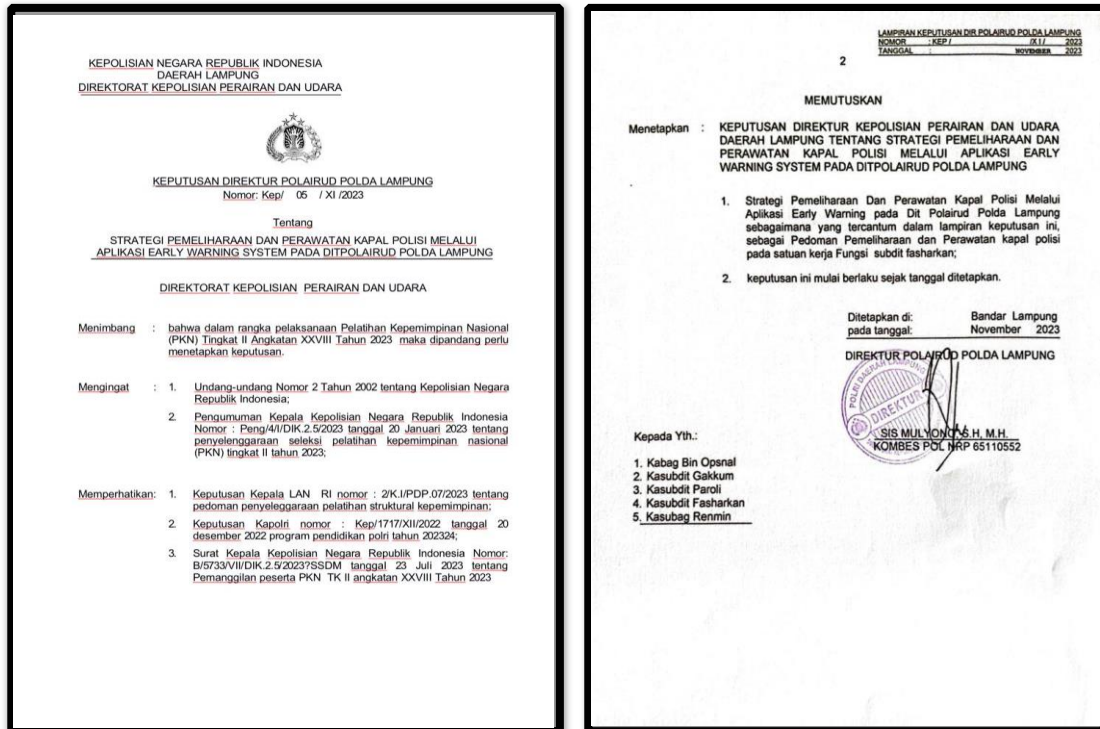 KEPOLISIAN NEGARA REPUBLIK INDONESIA
DAERAH LAMPUNG
DIREKTORAT KEPOLISIAN PERAIRAN DAN UDARA
KEPUTUSAN DIREKTUR POLAIRUD POLDA LAMPUNG
Nomor: Kep/ 05 / XI /2023
Tentang
STRATEGI PEMELIHARAAN DAN PERAWATAN KAPAL POLISI MELALUI
APLIKASI EARLY WARNING SYSTEM PADA DITPOLAIRUD POLDA LAMPUNG
DIREKTORAT KEPOLISIAN PERAIRAN DAN UDARA
Menimbang : bahwa dalam rangka pelaksanaan Pelatihan Kepemimpinan Nasional
(PKN) Tingkat II Angkatan XXVIII Tahun 2023 maka dipandang perlu
menetapkan keputusan.
Mengingat : 1. Undang-undang Nomor 2 Tahun 2002 tentang Kepolisian Negara
Republik Indonesia;
2. Pengumuman Kepala Kepolisian Negara Republik Indonesia
Nomor : Peng/4/I/DIK.2.5/2023 tanggal 20 Januari 2023 tentang
penyelenggaraan seleksi pelatihan kepemimpinan nasional
(PKN) tingkat II tahun 2023;
Memperhatikan: 1. Keputusan Kepala LAN RI nomor : 2/K.I/PDP.07/2023 tentang
pedoman penyeleggaraan pelatihan struktural kepemimpinan;
2. Keputusan Kapolri nomor : Kep/1717/XII/2022 tanggal 20
desember 2022 program pendidikan polri tahun 202324;
3. Surat Kepala Kepolisian Negara Republik Indonesia Nomor:
B/5733/VII/DIK.2.5/2023?SSDM tanggal 23 Juli 2023 tentang
Pemanggilan peserta PKN TK II angkatan XXVIII Tahun 2023
LAMPIRAN KEPUTUSAN DIR POLAIRUD POLDA LAMPUNG
NOMOR : KEP / /XI / 2023
TANGGAL : NOVEMBER 2023
2
MEMUTUSKAN
Menetapkan : KEPUTUSAN DIREKTUR KEPOLISIAN PERAIRAN DAN UDARA
DAERAH LAMPUNG TENTANG STRATEGI PEMELIHARAAN DAN
PERAWATAN KAPAL POLISI MELALUI APLIKASI EARLY
WARNING SYSTEM PADA DITPOLAIRUD POLDA LAMPUNG
1. Strategi Pemeliharaan Dan Perawatan Kapal Polisi Melalui
Aplikasi Early Warning pada Dit Polairud Polda Lampung
sebagaimana yang tercantum dalam lampiran keputusan ini,
sebagai Pedoman Pemeliharaan dan Perawatan kapal polisi
pada satuan kerja Fungsi subdit fasharkan;
2. keputusan ini mulai berlaku sejak tanggal ditetapkan.
Ditetapkan di: Bandar Lampung
pada tanggal: November 2023
DIREKTUR POLAIRUD POLDA LAMPUNG
POLRI DAERAH LAMPUNG
DIREKTUR
SIS MULYONO, S.H, M.H.
KOMBES POL NRP 65110552
Kepada Yth.:
1. Kabag Bin Opsnal
2. Kasubdit Gakkum
3. Kasubdit Paroli
4. Kasubdit Fasharkan
5. Kasubag Renmin